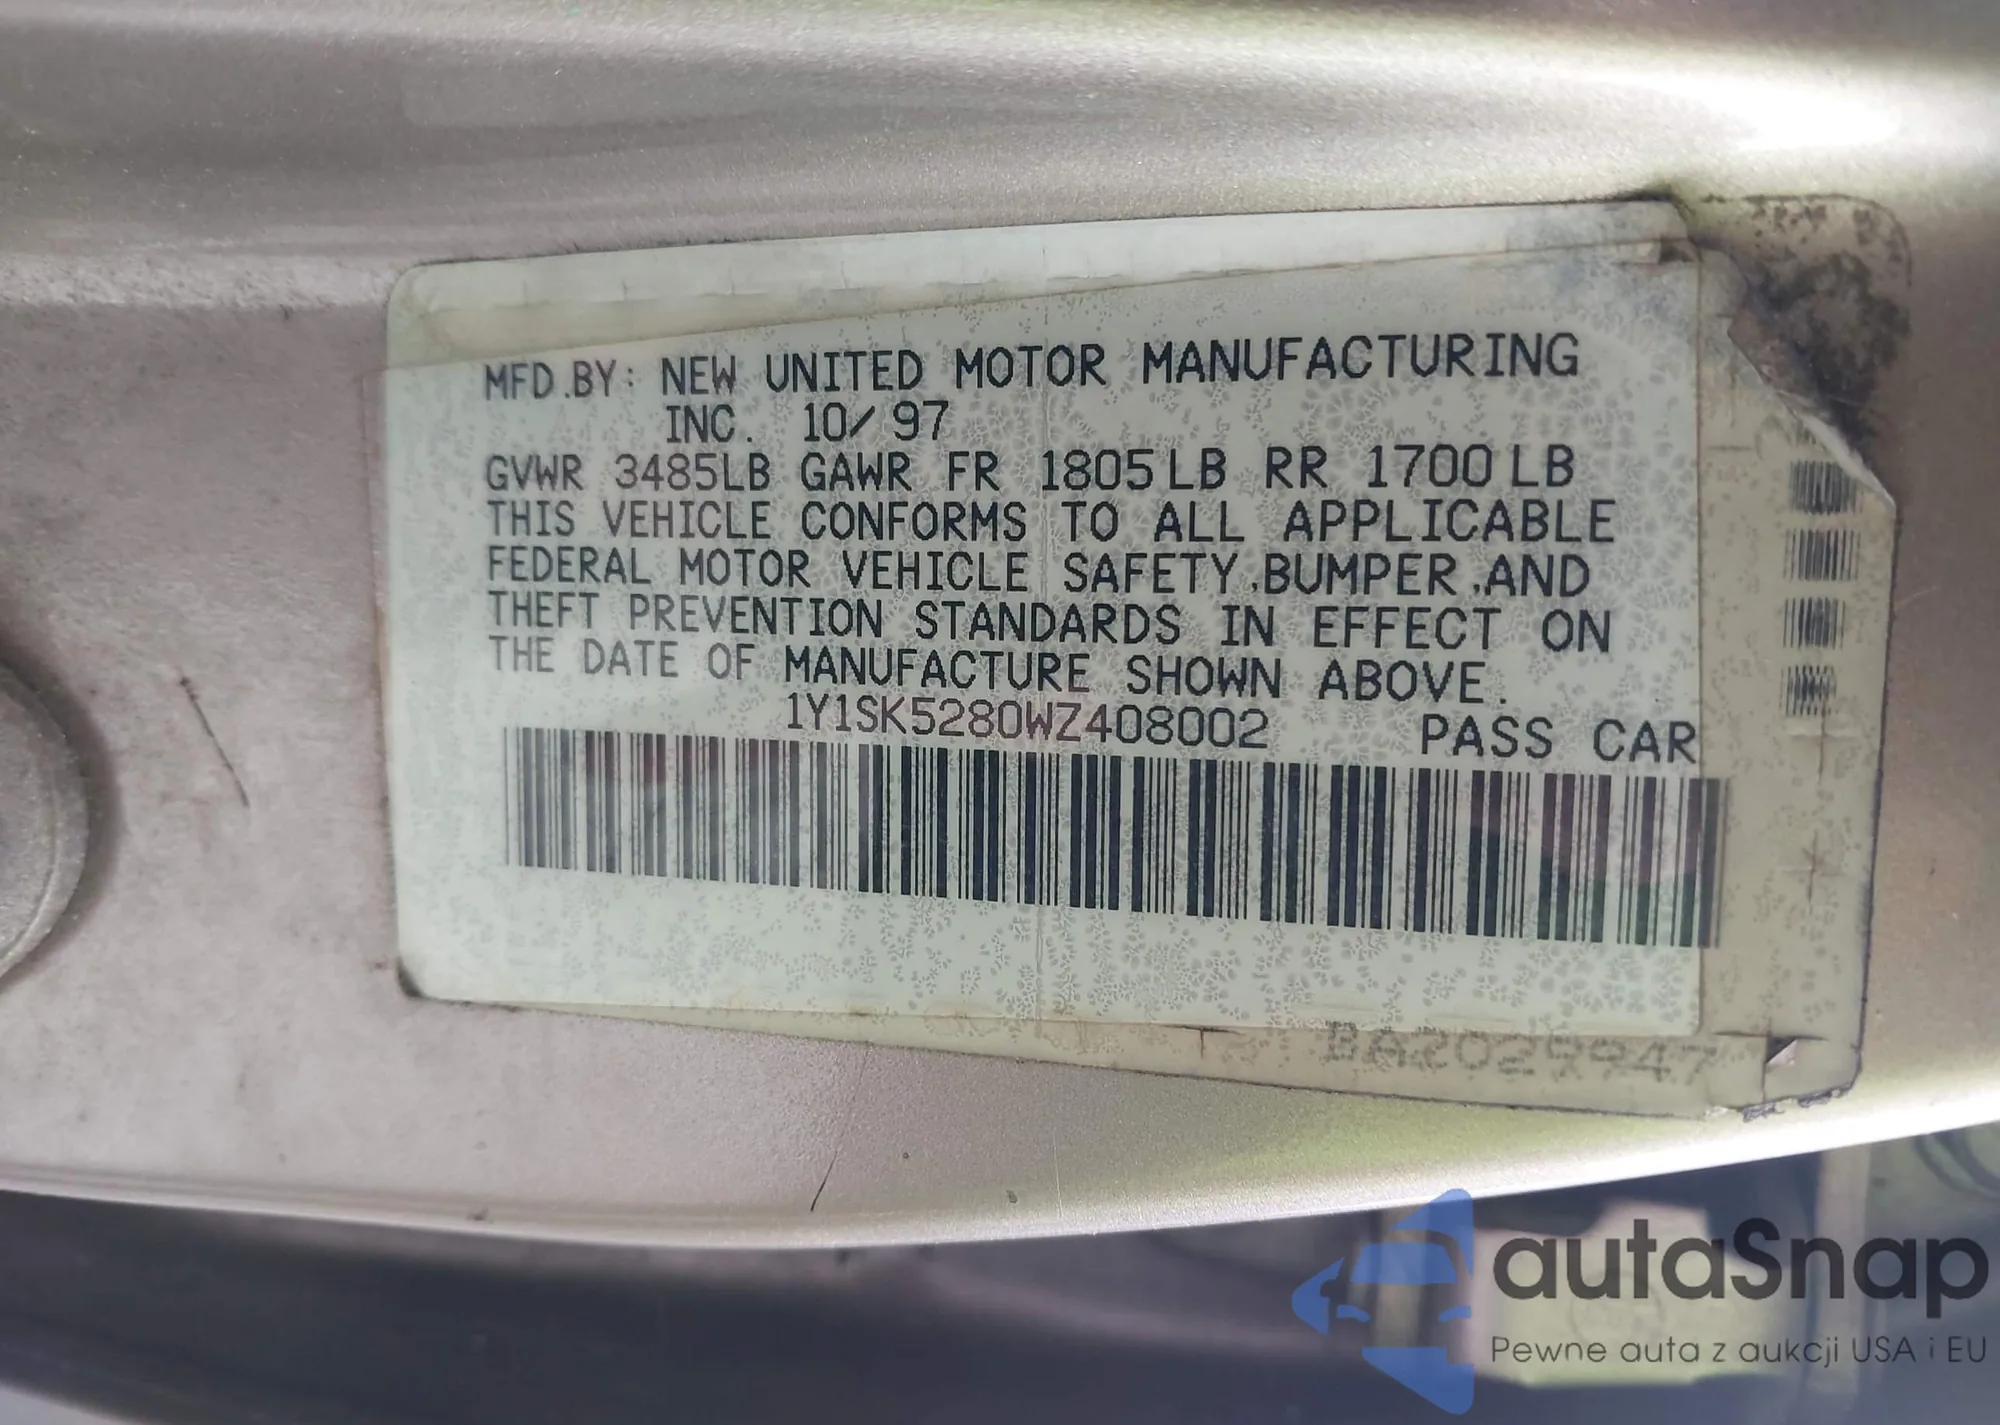 MFD.BY: NEW UNITED MOTOR MANUFACTURING
INC. 10/97
GVWR 3485LB GAWR FR 1805LB RR 1700LB
THIS VEHICLE CONFORMS TO ALL APPLICABLE
FEDERAL MOTOR VEHICLE SAFETY,BUMPER,AND
THEFT PREVENTION STANDARDS IN EFFECT ON
THE DATE OF MANUFACTURE SHOWN ABOVE.
1Y1SK5280WZ408002 PASS CAR
BA2029947
autaSnap
Pewne auta z aukcji USA i EU